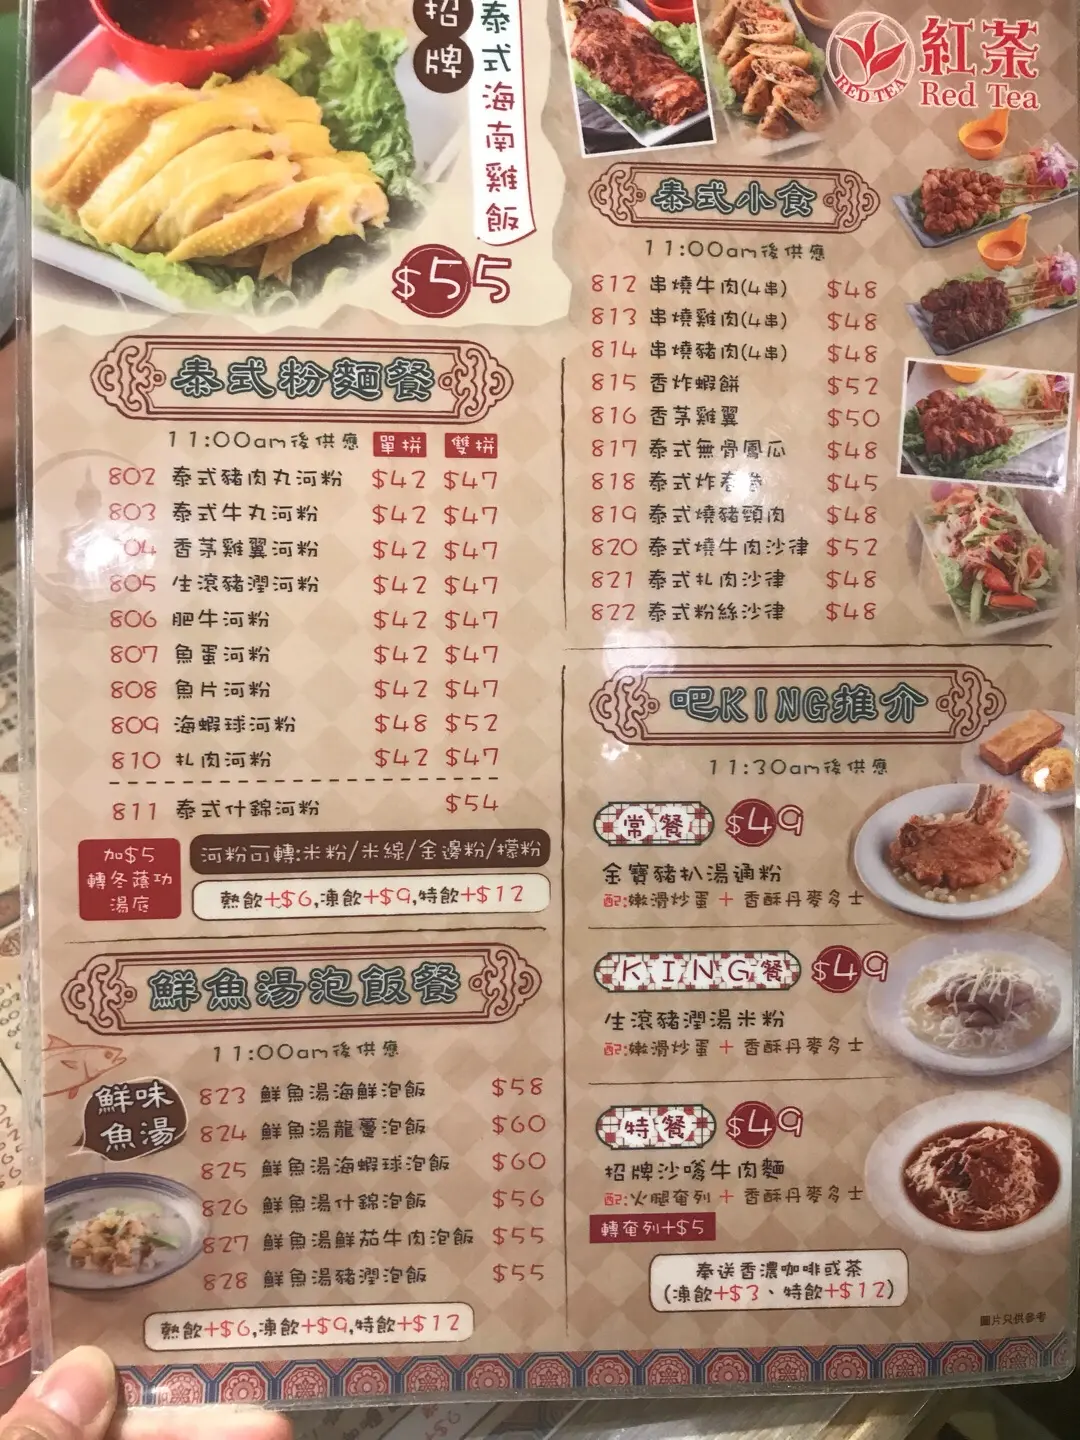 招牌
泰式海南雞飯
$55
泰式粉麵餐
11:00am後供應 單拼 雙拼
802 泰式豬肉丸河粉 $42 $47
803 泰式牛丸河粉 $42 $47
804 香茅雞翼河粉 $42 $47
805 生滾豬潤河粉 $42 $47
806 肥牛河粉 $42 $47
807 魚蛋河粉 $42 $47
808 魚片河粉 $42 $47
809 海蝦球河粉 $48 $52
810 扎肉河粉 $42 $47
811 泰式什錦河粉 $54
加$5
轉冬蔭功
湯底
河粉可轉:米粉/米線/金邊粉/檬粉
熱飲+$6,凍飲+$9,特飲+$12
鮮魚湯泡飯餐
11:00am後供應
鮮味
魚湯
823 鮮魚湯海鮮泡飯 $58
824 鮮魚湯龍躉泡飯 $60
825 鮮魚湯海蝦球泡飯 $60
826 鮮魚湯什錦泡飯 $56
827 鮮魚湯鮮茄牛肉泡飯 $55
828 鮮魚湯豬潤泡飯 $55
熱飲+$6,凍飲+$9,特飲+$12
RED TEA
紅茶
Red Tea
泰式小食
11:00am後供應
812 串燒牛肉(4串) $48
813 串燒雞肉(4串) $48
814 串燒豬肉(4串) $48
815 香炸蝦餅 $52
816 香茅雞翼 $50
817 泰式無骨鳳瓜 $48
818 泰式炸春卷 $45
819 泰式燒豬頸肉 $48
820 泰式燒牛肉沙律 $52
821 泰式扎肉沙律 $48
822 泰式粉絲沙律 $48
吧KING推介
11:30am後供應
常餐 $49
金寶豬扒湯通粉
配:嫩滑炒蛋 + 香酥丹麥多士
KING餐 $49
生滾豬潤湯米粉
配:嫩滑炒蛋 + 香酥丹麥多士
特餐 $49
招牌沙嗲牛肉麵
配:火腿奄列 + 香酥丹麥多士
轉奄列+$5
奉送香濃咖啡或茶
(凍飲+$3、特飲+$12)
圖片只供參考